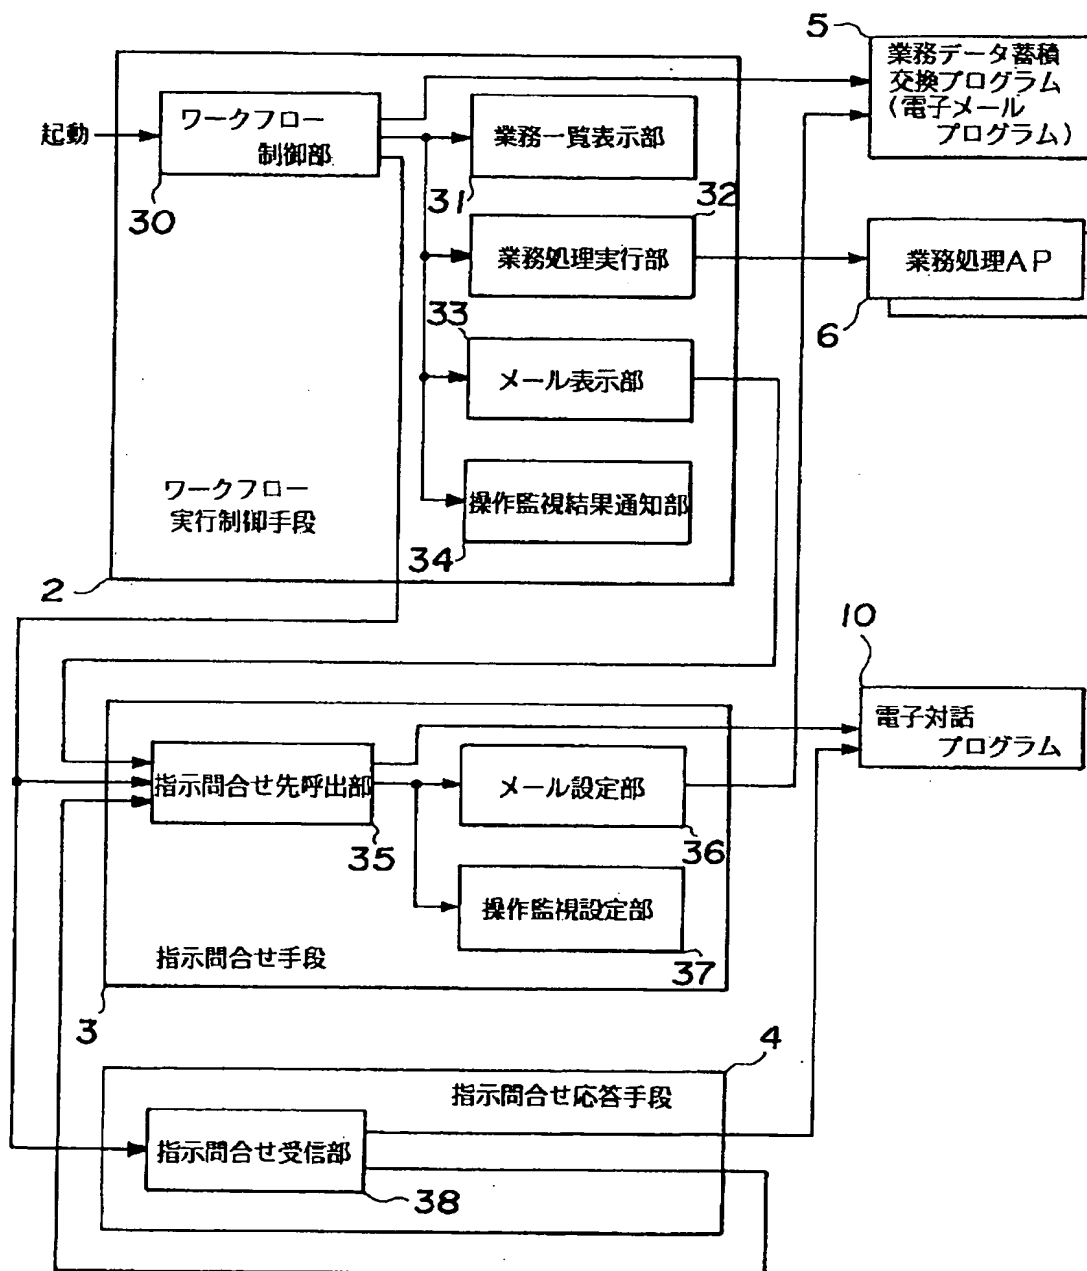 5
業務データ蓄積
交換プログラム
(電子メール
プログラム)
起動
ワークフロー
制御部
30
業務一覧表示部
31
32
業務処理実行部
業務処理AP
6
33
メール表示部
ワークフロー
実行制御手段
操作監視結果通知部
34
2
10
電子対話
プログラム
指示問合せ先呼出部
35
メール設定部
36
操作監視設定部
37
指示問合せ手段
3
4
指示問合せ応答手段
指示問合せ受信部
38